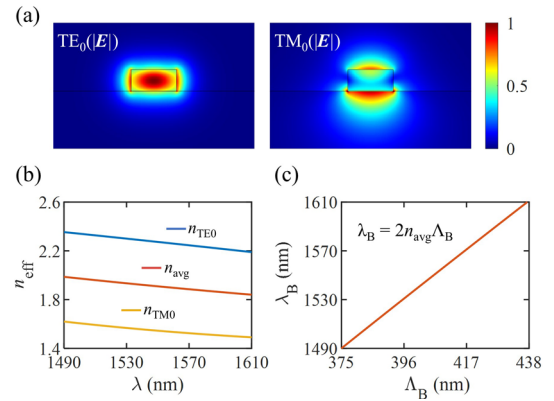 (a)
TE0(|E|)
TM0(|E|)
1
0.5
0
(b)
2.6
2.2
1.8
1.4
neff
nTE0
navg
nTM0
1490 1530 1570 1610
λ (nm)
(c)
1610
1570
1530
1490
λB (nm)
λB = 2navgΛB
375 396 417 438
ΛB (nm)